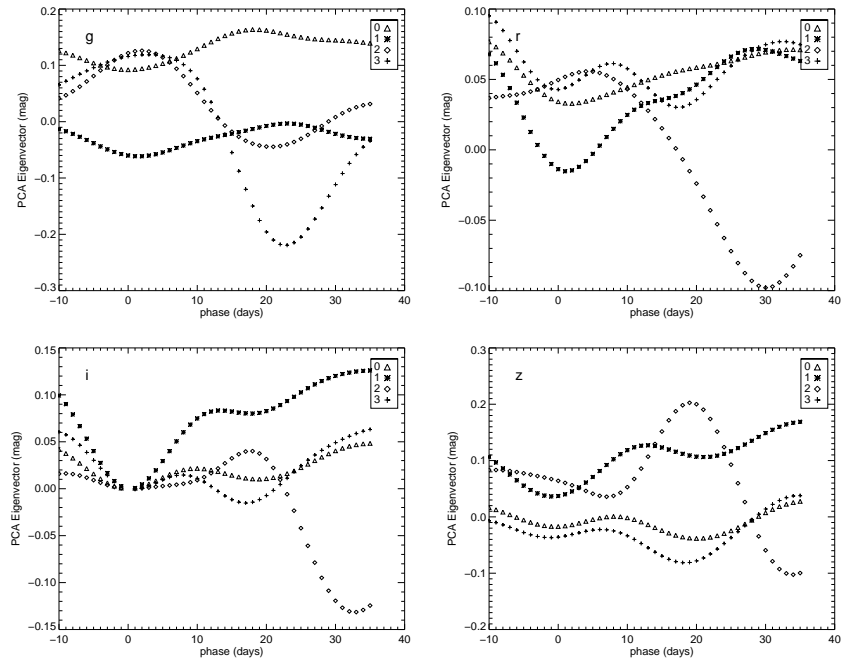 g
0
1
2
3
0.2
0.1
0.0
−0.1
−0.2
−0.3
PCA Eigenvector (mag)
−10 0 10 20 30 40
phase (days)
r
0
1
2
3
0.10
0.05
0.00
−0.05
−0.10
PCA Eigenvector (mag)
−10 0 10 20 30 40
phase (days)
i
0
1
2
3
0.15
0.10
0.05
0.00
−0.05
−0.10
−0.15
PCA Eigenvector (mag)
−10 0 10 20 30 40
phase (days)
z
0
1
2
3
0.3
0.2
0.1
0.0
−0.1
−0.2
PCA Eigenvector (mag)
−10 0 10 20 30 40
phase (days)